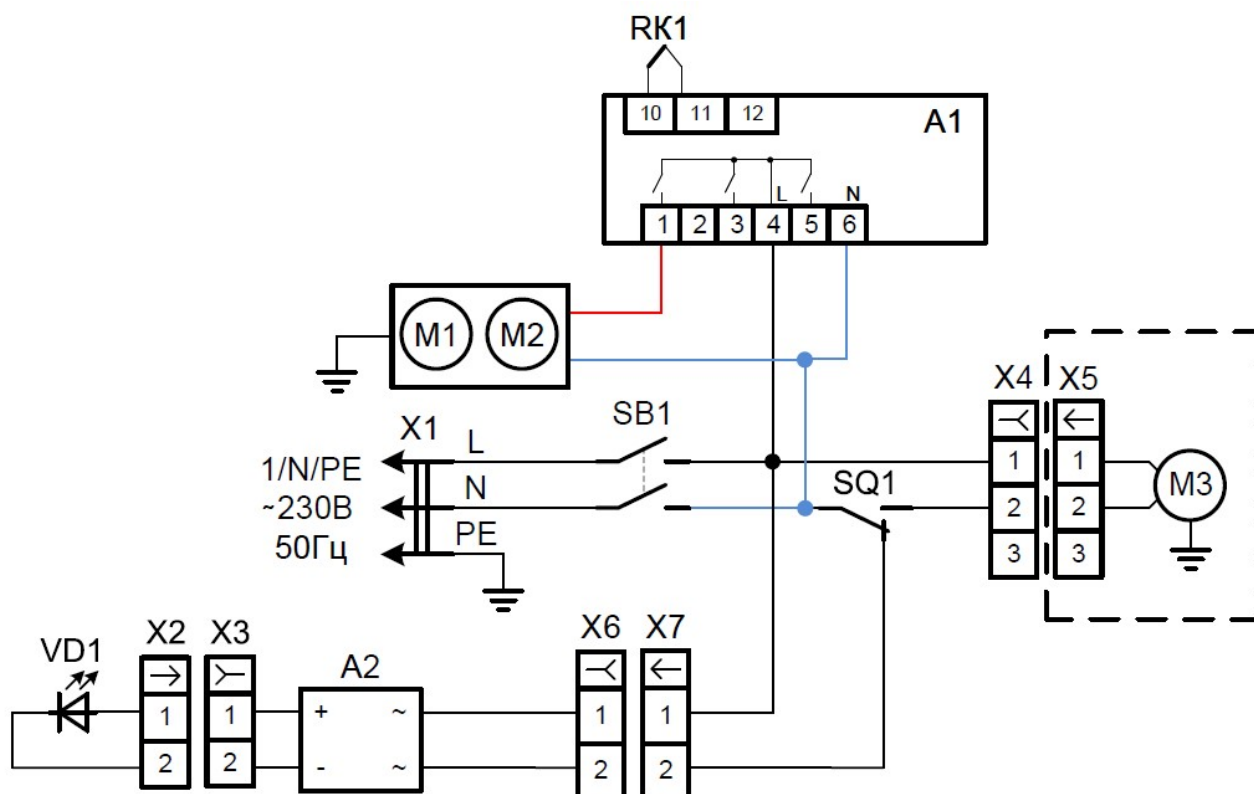 RK1
10 11 12
A1
L N
1 2 3 4 5 6
M1 M2
X4 X5
SB1
X1 L
1/N/PE
1 1
N SQ1 M3
~230В
2 2
PE
50Гц
3 3
X6 X7
X2 X3
VD1 A2
1 1 + ~ 1 1
2 2 - ~ 2 2